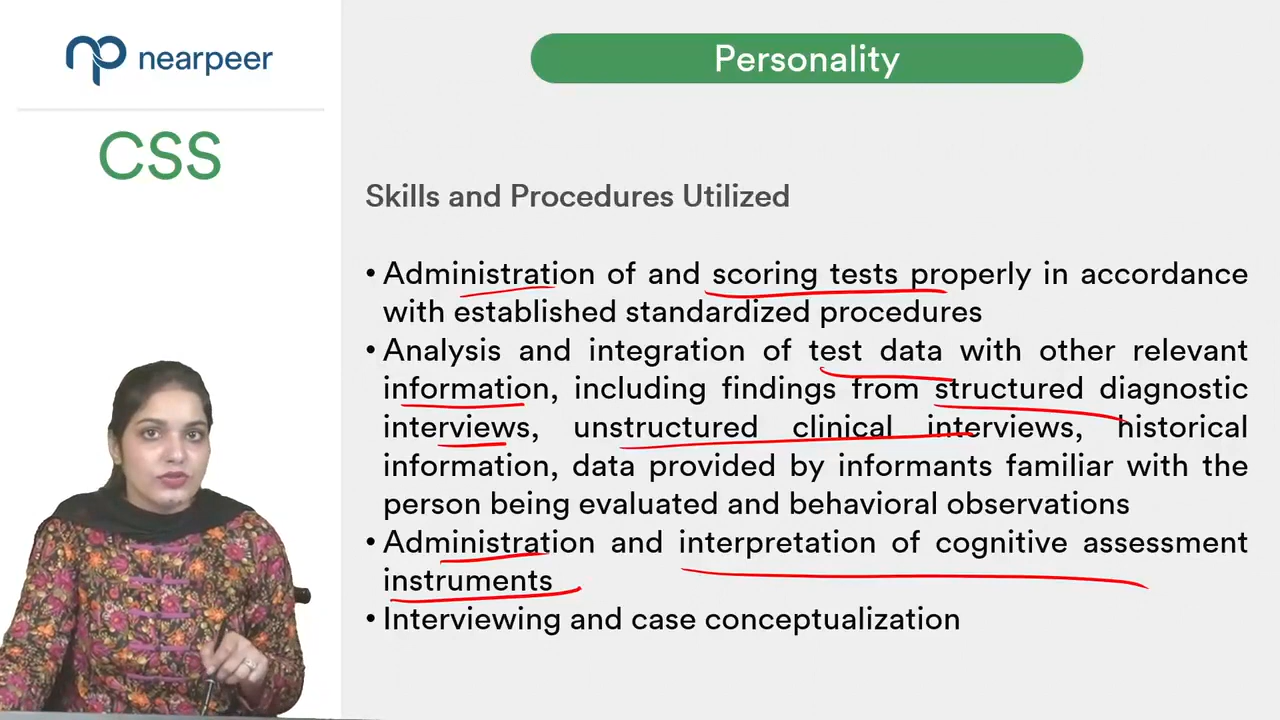 nearpeer
CSS
Personality
Skills and Procedures Utilized
• Administration of and scoring tests properly in accordance
with established standardized procedures
• Analysis and integration of test data with other relevant
information, including findings from structured diagnostic
interviews, unstructured clinical interviews, historical
information, data provided by informants familiar with the
person being evaluated and behavioral observations
• Administration and interpretation of cognitive assessment
instruments
• Interviewing and case conceptualization